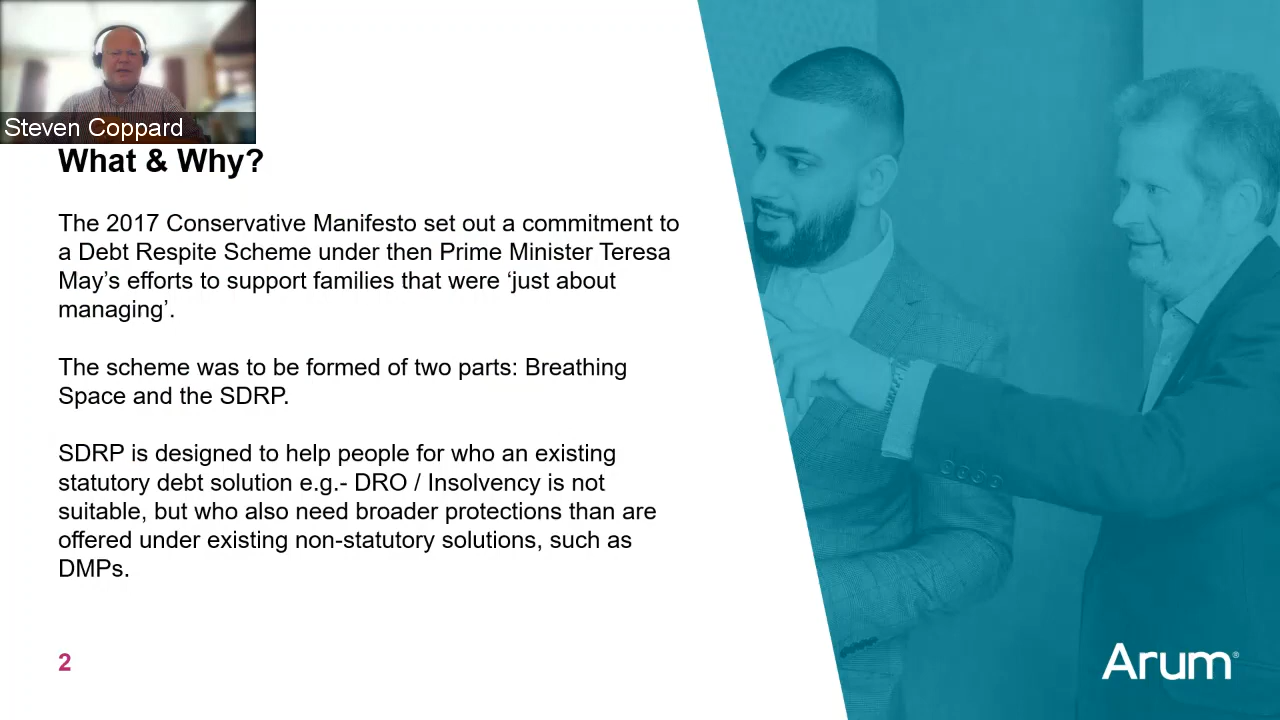 Steven Coppard
What & Why?
The 2017 Conservative Manifesto set out a commitment to
a Debt Respite Scheme under then Prime Minister Teresa
May’s efforts to support families that were ‘just about
managing’.
The scheme was to be formed of two parts: Breathing
Space and the SDRP.
SDRP is designed to help people for who an existing
statutory debt solution e.g.- DRO / Insolvency is not
suitable, but who also need broader protections than are
offered under existing non-statutory solutions, such as
DMPs.
2
Arum®